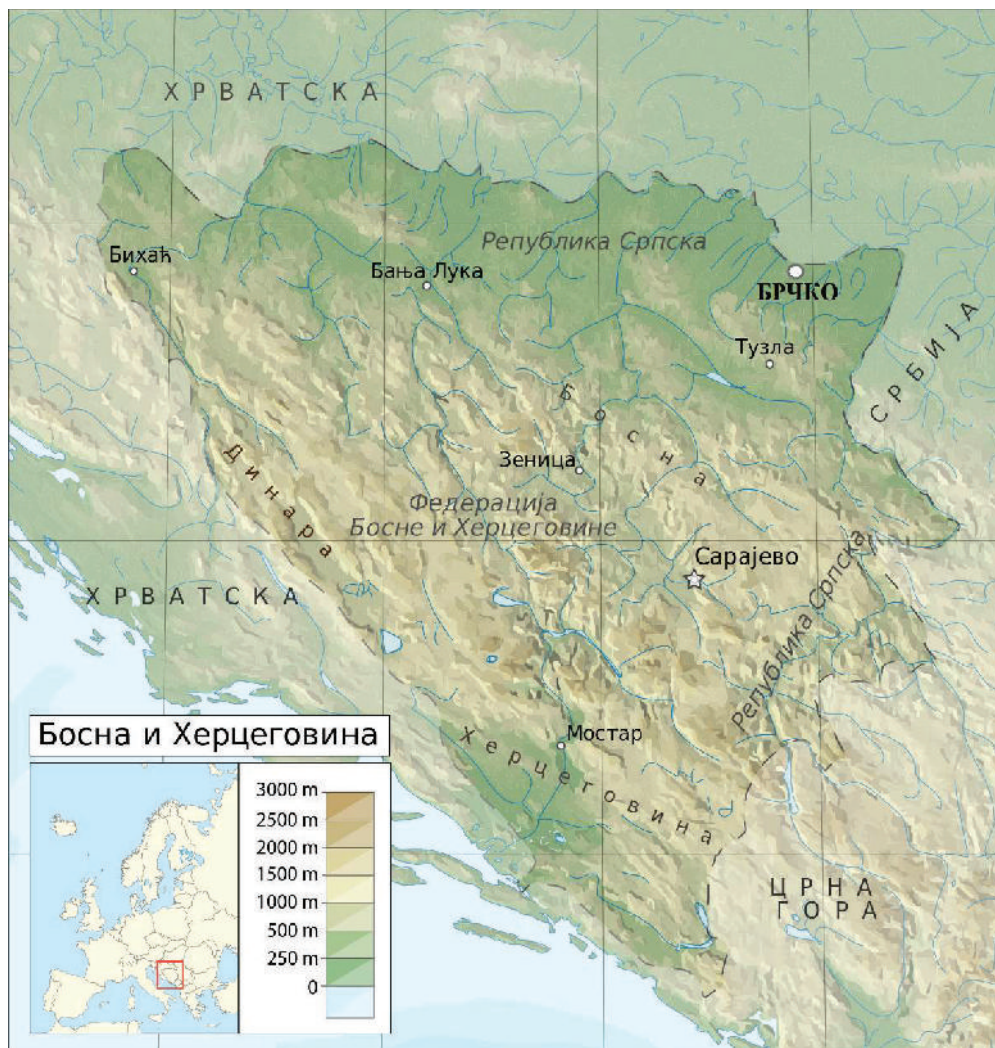 ХРВАТСКА
Република Српска
Бихаћ
Бања Лука
БРЧКО
Тузла
СРБИЈА
Босна
Зеница
Динара
Федерација
Босне и Херцеговине
Сарајево
ХРВАТСКА
Република Српска
Мостар
Херцеговина
Босна и Херцеговина
3000 m
2500 m
2000 m
1500 m
1000 m
500 m
250 m
0
ЦРНА
ГОРА